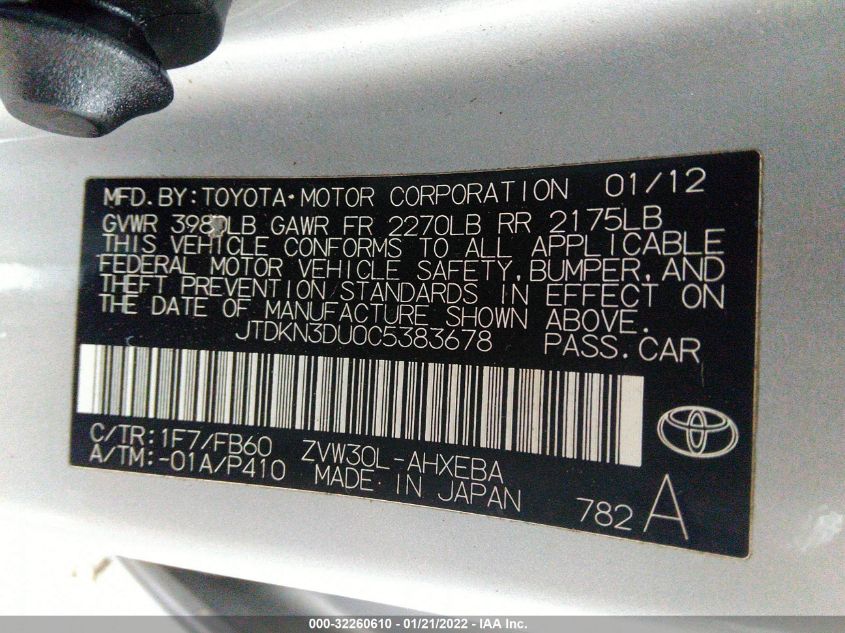 MFD. BY: TOYOTA MOTOR CORPORATION 01/12
GVWR 3980LB GAWR FR 2270LB RR 2175LB
THIS VEHICLE CONFORMS TO ALL APPLICABLE
FEDERAL MOTOR VEHICLE SAFETY, BUMPER, AND
THEFT PREVENTION STANDARDS IN EFFECT ON
THE DATE OF MANUFACTURE SHOWN ABOVE.
JTDKN3DU0C5383678 PASS. CAR
C/TR: 1F7/FB60 ZVW30L-AHXEBA
A/TM: -01A/P410 MADE IN JAPAN
782 A
000-32260610 - 01/21/2022 - IAA Inc.